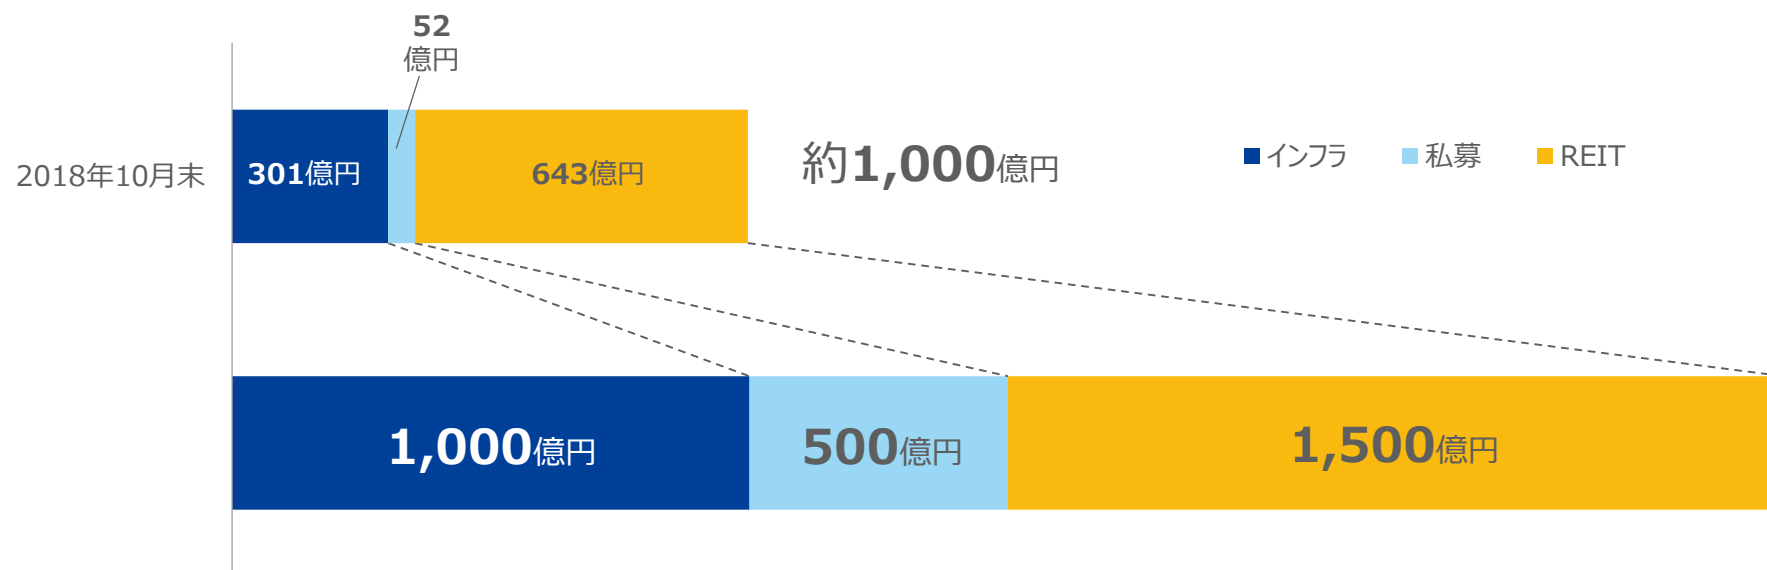 52
億円
2018年10月末
301億円
643億円
約1,000億円
インフラ
私募
REIT
1,000億円
500億円
1,500億円